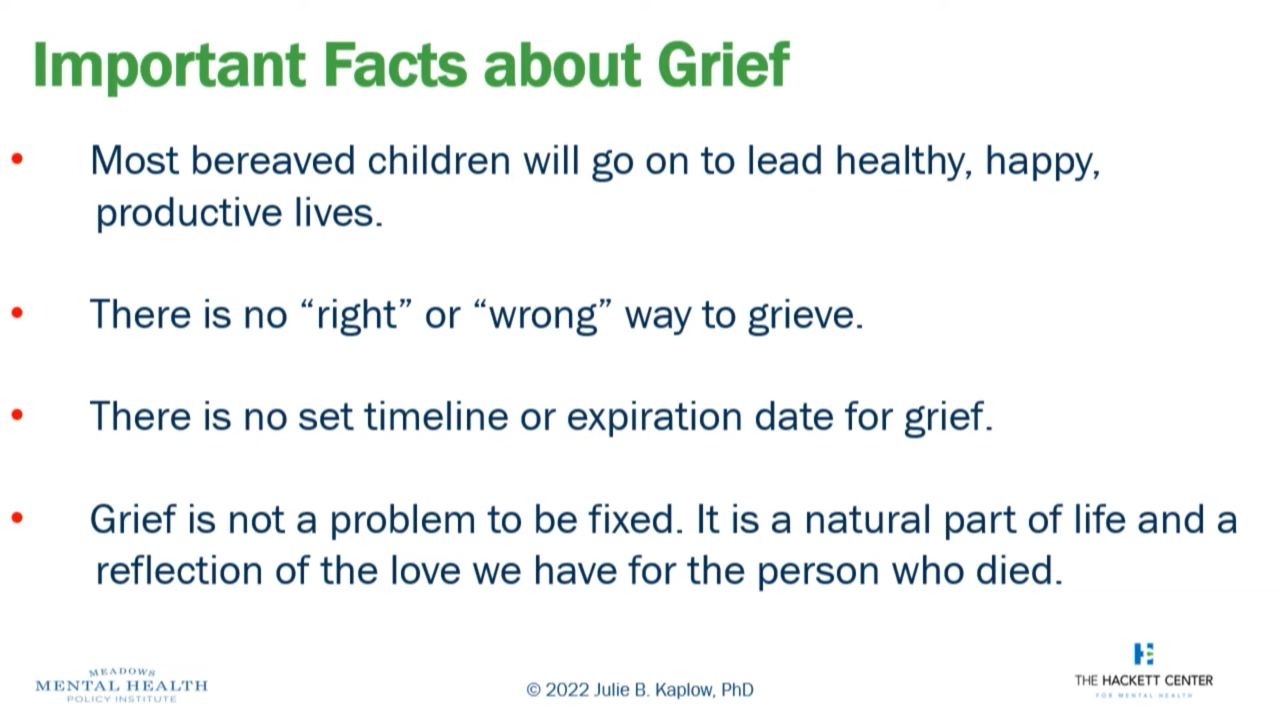 Important Facts about Grief
• Most bereaved children will go on to lead healthy, happy,
productive lives.
• There is no “right” or “wrong” way to grieve.
• There is no set timeline or expiration date for grief.
• Grief is not a problem to be fixed. It is a natural part of life and a
reflection of the love we have for the person who died.
MEADOWS
MENTAL HEALTH
POLICY INSTITUTE
© 2022 Julie B. Kaplow, PhD
THE HACKETT CENTER
FOR MENTAL HEALTH